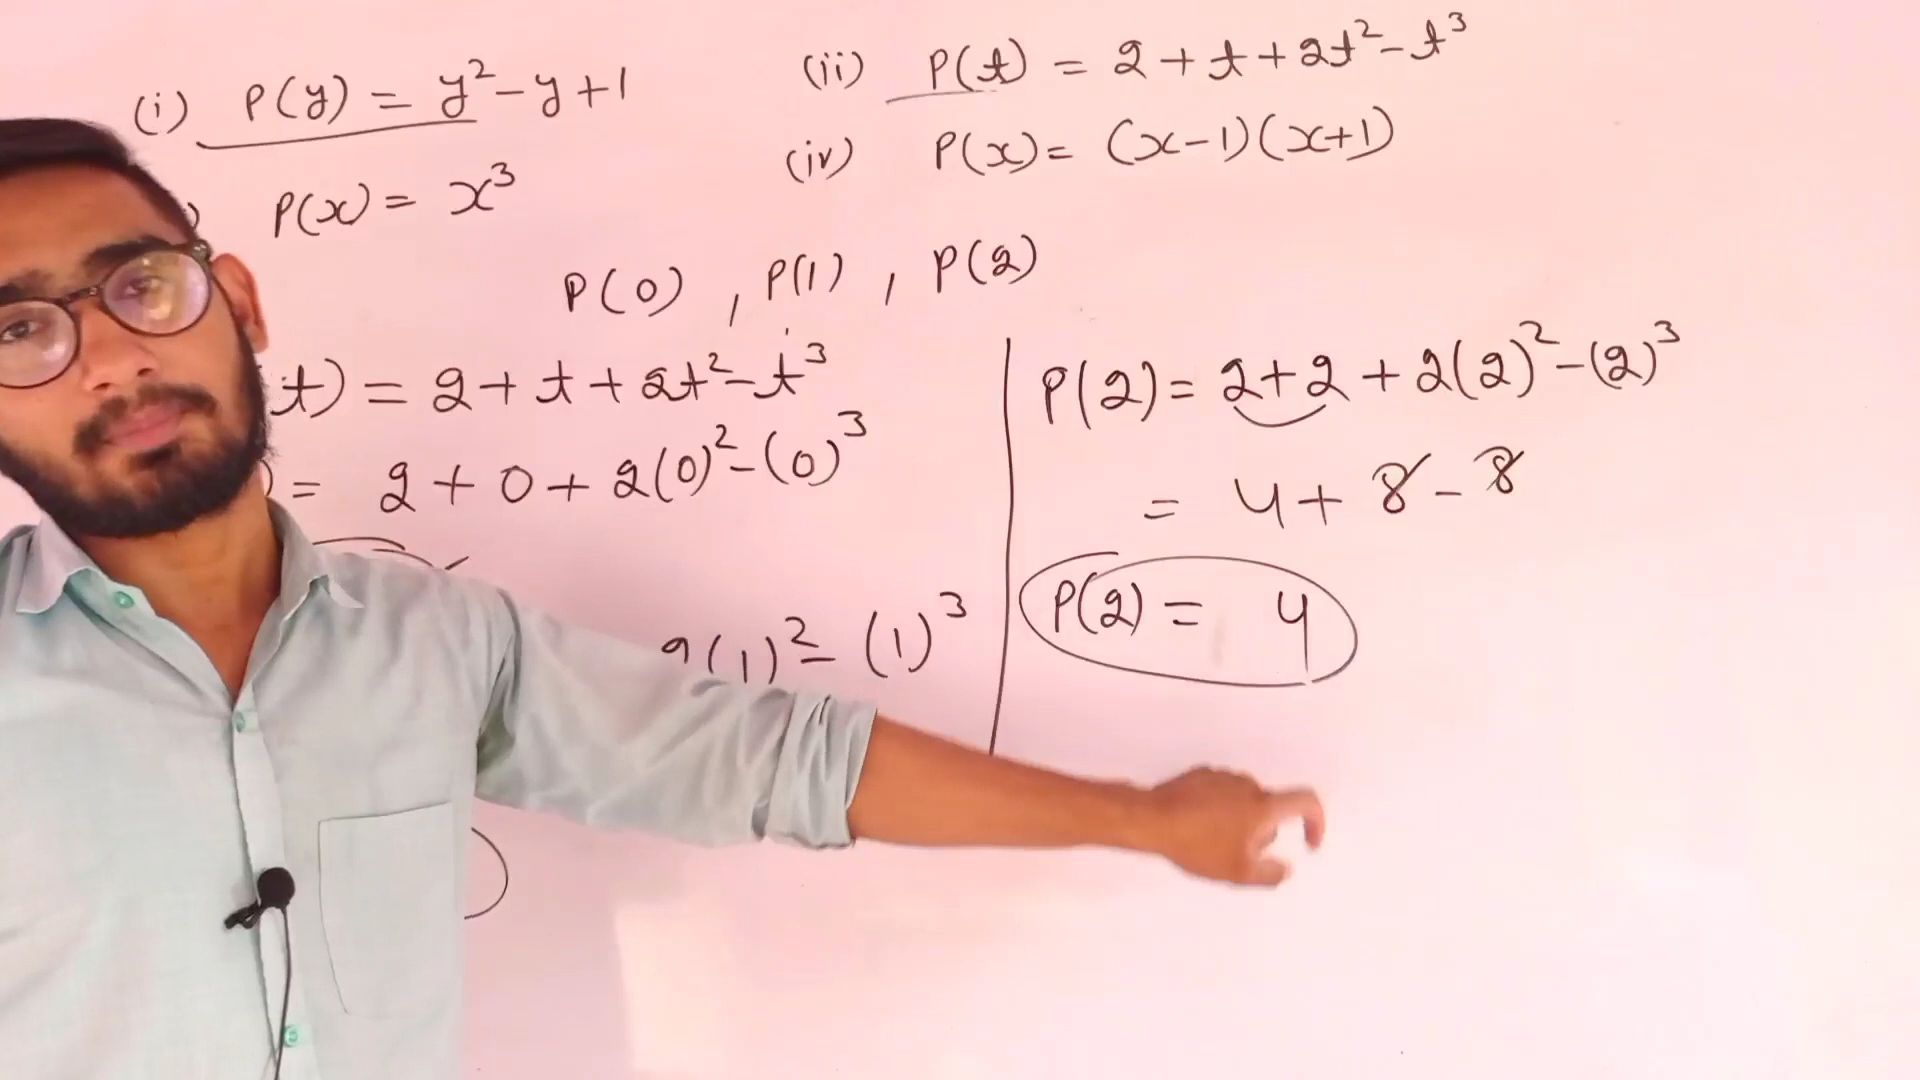 (i) P(y) = y²-y+1
(ii) P(t) = 2+t+2t²-t³
P(x) = x³
(iv) P(x) = (x-1)(x+1)
P(0) , P(1) , P(2)
t) = 2+t+2t²-t³
) = 2+0+2(0)²-(0)³
2(1)²-(1)³
P(2) = 2+2+2(2)²-(2)³
= 4+8-8
P(2) = 4